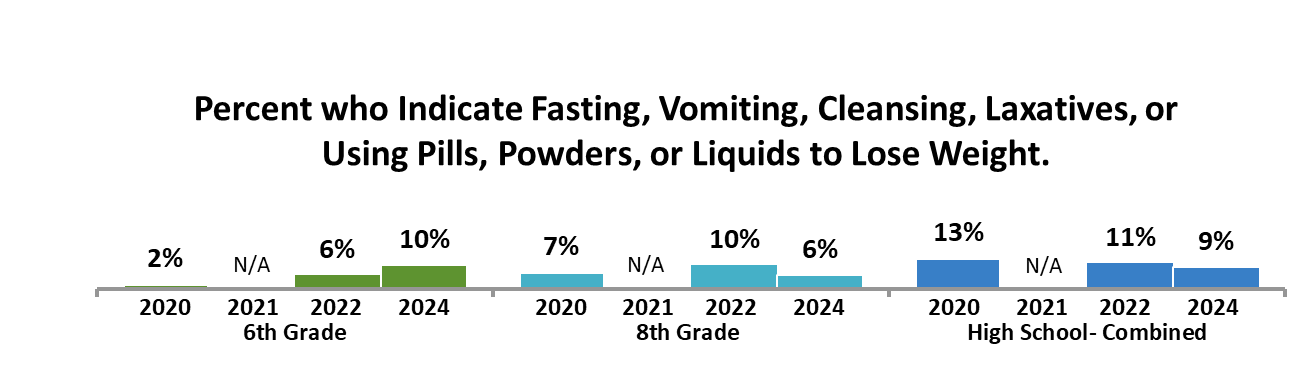 Percent who Indicate Fasting, Vomiting, Cleansing, Laxatives, or
Using Pills, Powders, or Liquids to Lose Weight.
2% N/A 6% 10% 7% N/A 10% 6% 13% N/A 11% 9%
2020 2021 2022 2024 2020 2021 2022 2024 2020 2021 2022 2024
6th Grade 8th Grade High School- Combined